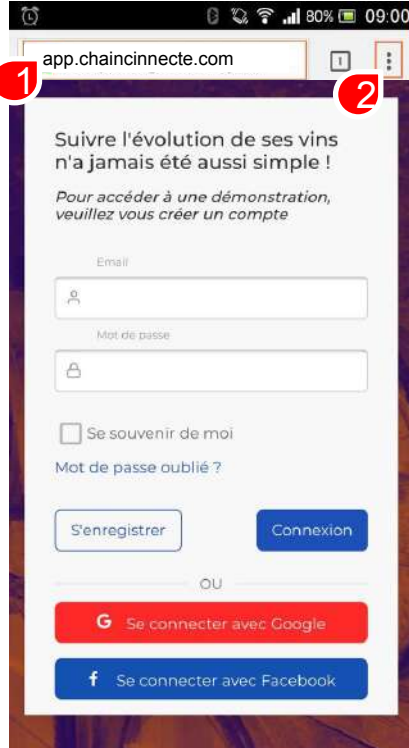 80% 09:00
app.chaincinnecte.com
1
1
2
Suivre l'évolution de ses vins
n'a jamais été aussi simple !
Pour accéder à une démonstration,
veuillez vous créer un compte
Email
Mot de passe
Se souvenir de moi
Mot de passe oublié ?
S'enregistrer
Connexion
OU
G Se connecter avec Google
f Se connecter avec Facebook